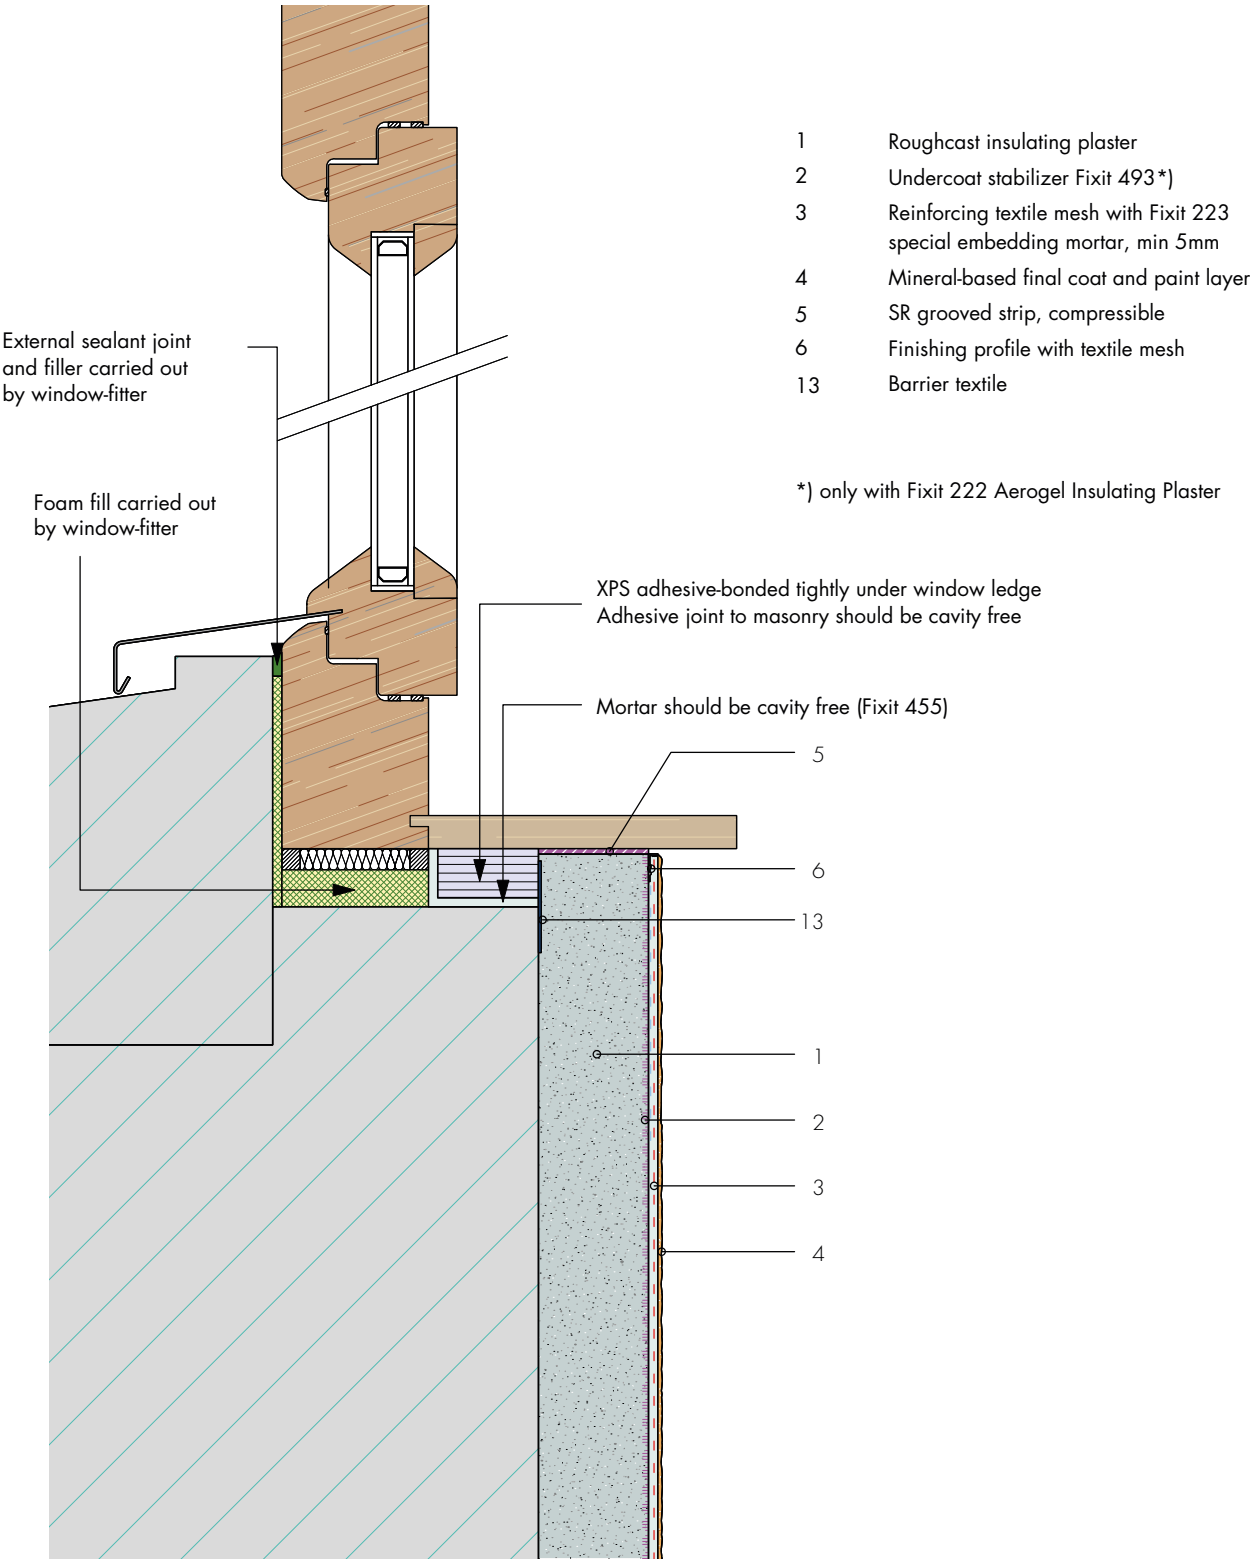 1 Roughcast insulating plaster
2 Undercoat stabilizer Fixit 493*)
3 Reinforcing textile mesh with Fixit 223
special embedding mortar, min 5mm
4 Mineral-based final coat and paint layer
5 SR grooved strip, compressible
6 Finishing profile with textile mesh
13 Barrier textile
*) only with Fixit 222 Aerogel Insulating Plaster
External sealant joint
and filler carried out
by window-fitter
Foam fill carried out
by window-fitter
XPS adhesive-bonded tightly under window ledge
Adhesive joint to masonry should be cavity free
Mortar should be cavity free (Fixit 455)
5
6
13
1
2
3
4